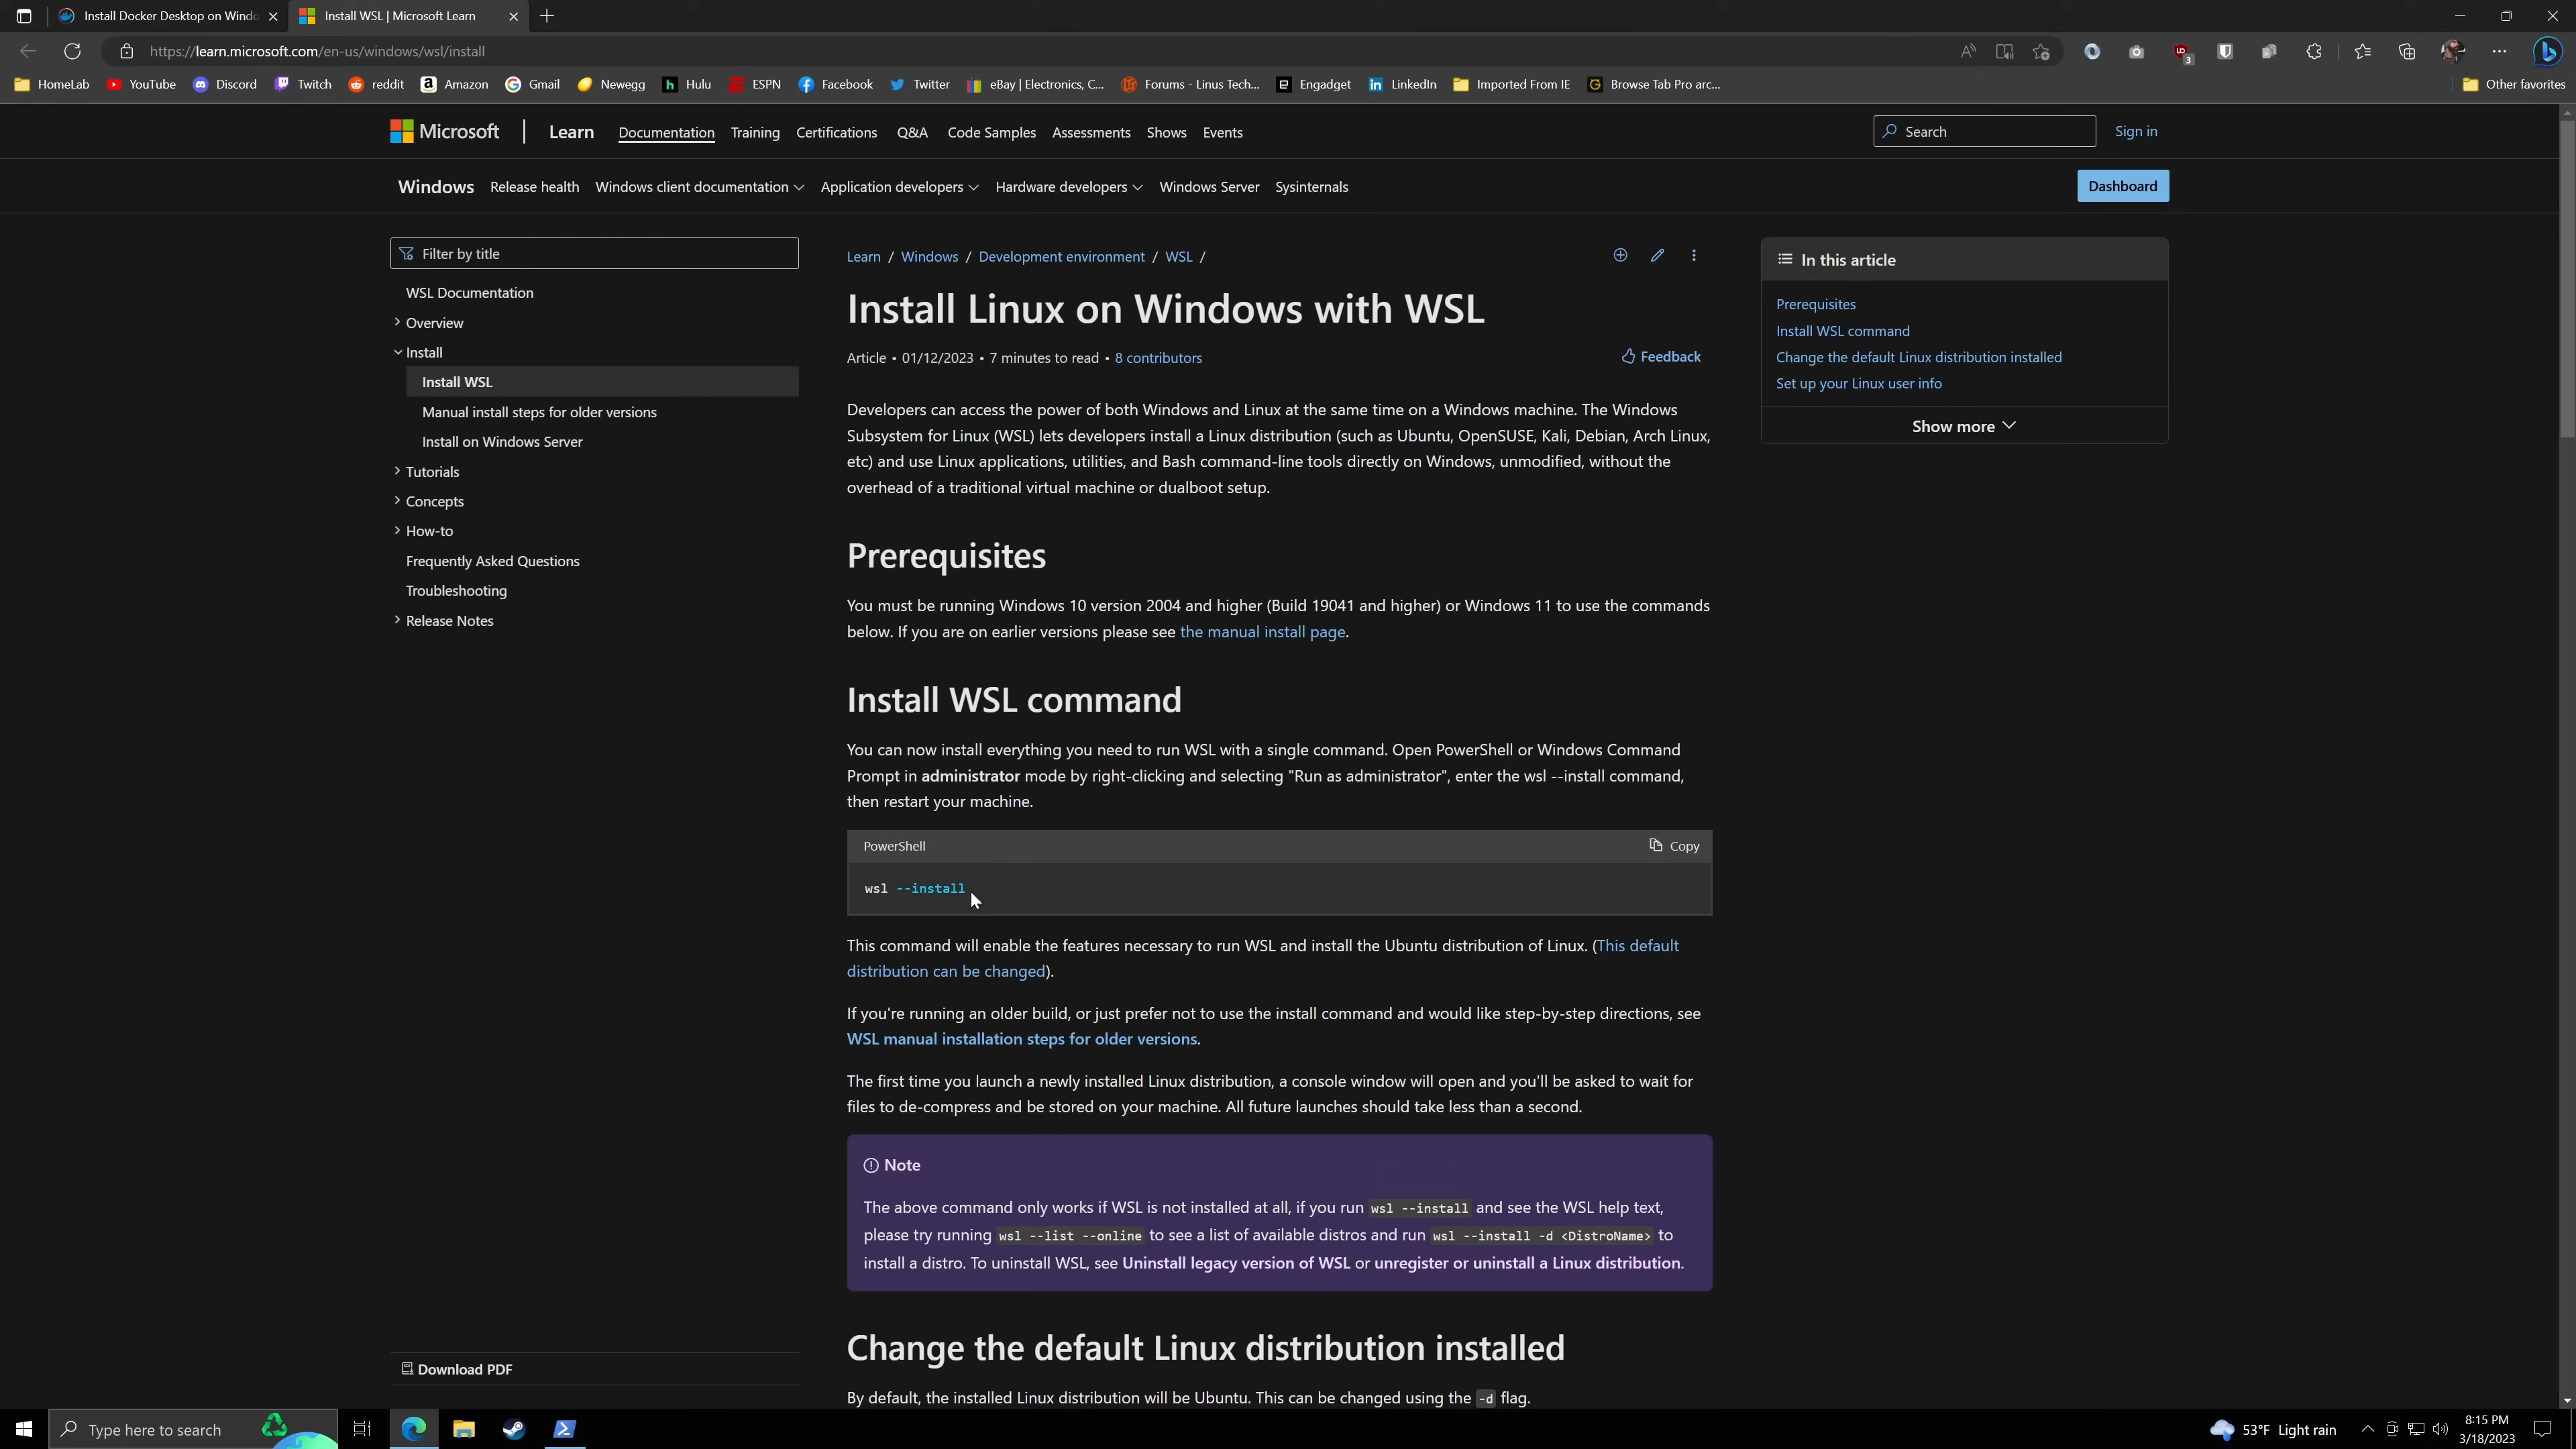 Install Docker Desktop on Windo
Install WSL | Microsoft Learn
https://learn.microsoft.com/en-us/windows/wsl/install
3
HomeLab YouTube Discord Twitch reddit Amazon Gmail Newegg Hulu ESPN Facebook Twitter eBay | Electronics, C... Forums - Linus Tech... Engadget LinkedIn Imported From IE Browse Tab Pro arc... Other favorites
Microsoft Learn Documentation Training Certifications Q&A Code Samples Assessments Shows Events Search Sign in
Windows Release health Windows client documentation Application developers Hardware developers Windows Server Sysinternals Dashboard
Filter by title
WSL Documentation
Overview
Install
Install WSL
Manual install steps for older versions
Install on Windows Server
Tutorials
Concepts
How-to
Frequently Asked Questions
Troubleshooting
Release Notes
Download PDF
Learn / Windows / Development environment / WSL /
Install Linux on Windows with WSL
Article • 01/12/2023 • 7 minutes to read • 8 contributors
Feedback
Developers can access the power of both Windows and Linux at the same time on a Windows machine. The Windows
Subsystem for Linux (WSL) lets developers install a Linux distribution (such as Ubuntu, OpenSUSE, Kali, Debian, Arch Linux,
etc) and use Linux applications, utilities, and Bash command-line tools directly on Windows, unmodified, without the
overhead of a traditional virtual machine or dualboot setup.
Prerequisites
You must be running Windows 10 version 2004 and higher (Build 19041 and higher) or Windows 11 to use the commands
below. If you are on earlier versions please see the manual install page.
Install WSL command
You can now install everything you need to run WSL with a single command. Open PowerShell or Windows Command
Prompt in administrator mode by right-clicking and selecting "Run as administrator", enter the wsl --install command,
then restart your machine.
PowerShell
Copy
wsl --install
This command will enable the features necessary to run WSL and install the Ubuntu distribution of Linux. (This default
distribution can be changed).
If you're running an older build, or just prefer not to use the install command and would like step-by-step directions, see
WSL manual installation steps for older versions.
The first time you launch a newly installed Linux distribution, a console window will open and you'll be asked to wait for
files to de-compress and be stored on your machine. All future launches should take less than a second.
Note
The above command only works if WSL is not installed at all, if you run wsl --install and see the WSL help text,
please try running wsl --list --online to see a list of available distros and run wsl --install -d <DistroName> to
install a distro. To uninstall WSL, see Uninstall legacy version of WSL or unregister or uninstall a Linux distribution.
Change the default Linux distribution installed
By default, the installed Linux distribution will be Ubuntu. This can be changed using the -d flag.
In this article
Prerequisites
Install WSL command
Change the default Linux distribution installed
Set up your Linux user info
Show more
Type here to search
53°F Light rain
8:15 PM
3/18/2023